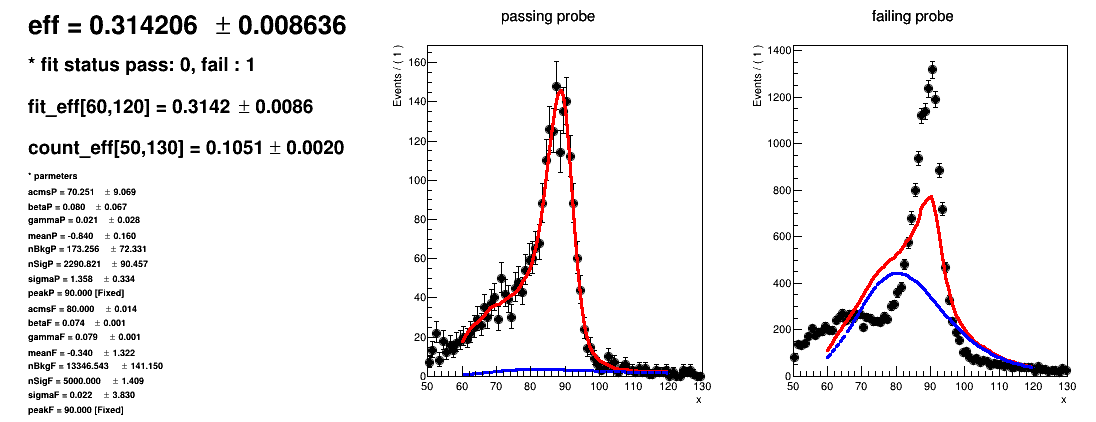 eff = 0.314206 ± 0.008636
* fit status pass: 0, fail : 1
fit_eff[60,120] = 0.3142 ± 0.0086
count_eff[50,130] = 0.1051 ± 0.0020
* parmeters
acmsP = 70.251 ± 9.069
betaP = 0.080 ± 0.067
gammaP = 0.021 ± 0.028
meanP = -0.840 ± 0.160
nBkgP = 173.256 ± 72.331
nSigP = 2290.821 ± 90.457
sigmaP = 1.358 ± 0.334
peakP = 90.000 [Fixed]
acmsF = 80.000 ± 0.014
betaF = 0.074 ± 0.001
gammaF = 0.079 ± 0.001
meanF = -0.340 ± 1.322
nBkgF = 13346.543 ± 141.150
nSigF = 5000.000 ± 1.409
sigmaF = 0.022 ± 3.830
peakF = 90.000 [Fixed]
passing probe
Events / ( 1 )
160
140
120
100
80
60
40
20
0
50 60 70 80 90 100 110 120 130
x
failing probe
Events / ( 1 )
1400
1200
1000
800
600
400
200
0
50 60 70 80 90 100 110 120 130
x